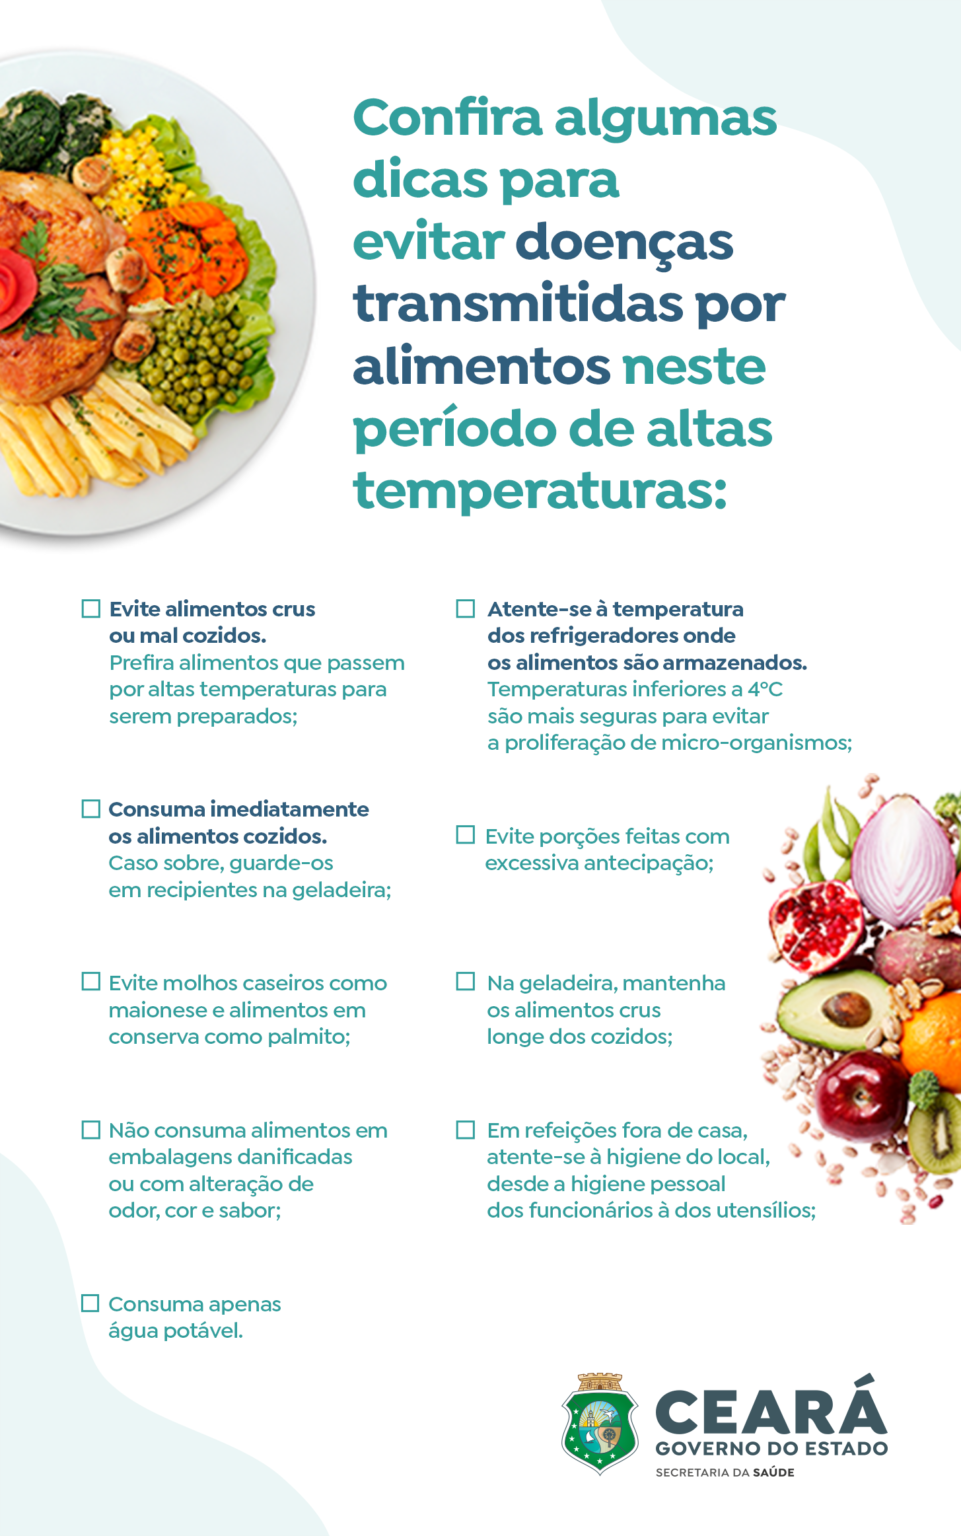 Confira algumas
dicas para
evitar doenças
transmitidas por
alimentos neste
período de altas
temperaturas:
Evite alimentos crus
ou mal cozidos.
Prefira alimentos que passem
por altas temperaturas para
serem preparados;
Consuma imediatamente
os alimentos cozidos.
Caso sobre, guarde-os
em recipientes na geladeira;
Evite molhos caseiros como
maionese e alimentos em
conserva como palmito;
Não consuma alimentos em
embalagens danificadas
ou com alteração de
odor, cor e sabor;
Consuma apenas
água potável.
Atente-se à temperatura
dos refrigeradores onde
os alimentos são armazenados.
Temperaturas inferiores a 4ºC
são mais seguras para evitar
a proliferação de micro-organismos;
Evite porções feitas com
excessiva antecipação;
Na geladeira, mantenha
os alimentos crus
longe dos cozidos;
Em refeições fora de casa,
atente-se à higiene do local,
desde a higiene pessoal
dos funcionários à dos utensílios;
CEARÁ
GOVERNO DO ESTADO
SECRETARIA DA SAÚDE